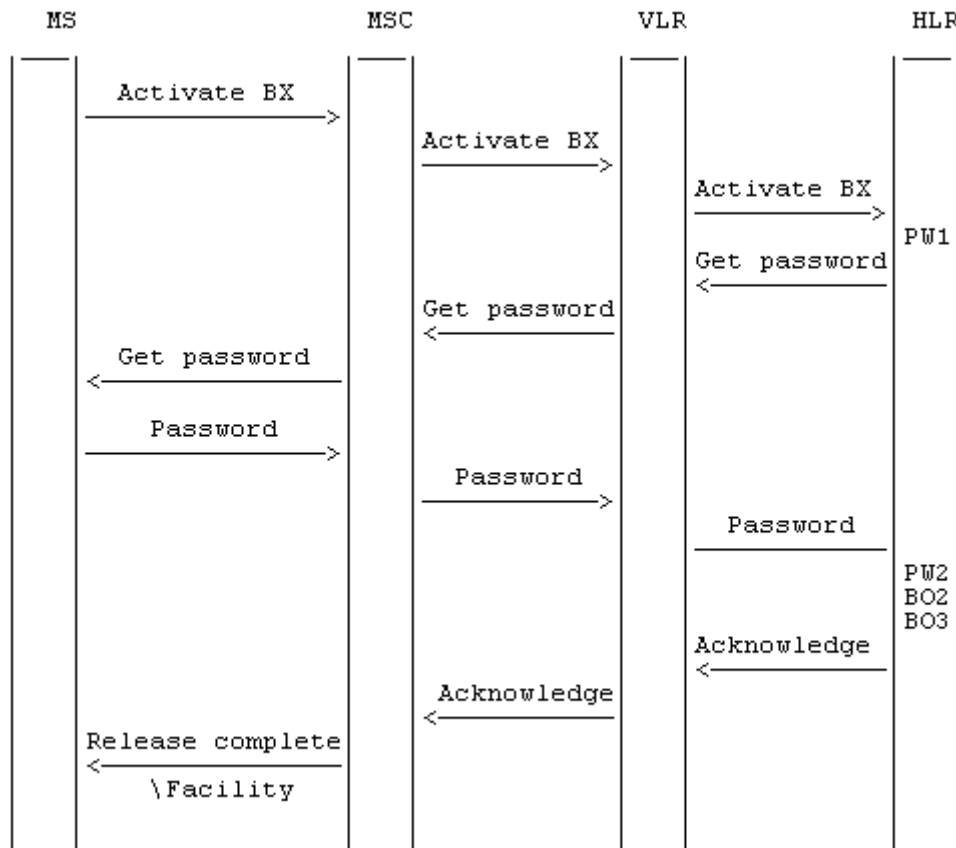 MS MSC VLR HLR
Activate BX
Activate BX
Activate BX
PW1
Get password
Get password
Get password
Password
Password
Password
PW2
BO2
BO3
Acknowledge
Acknowledge
Release complete
\Facility